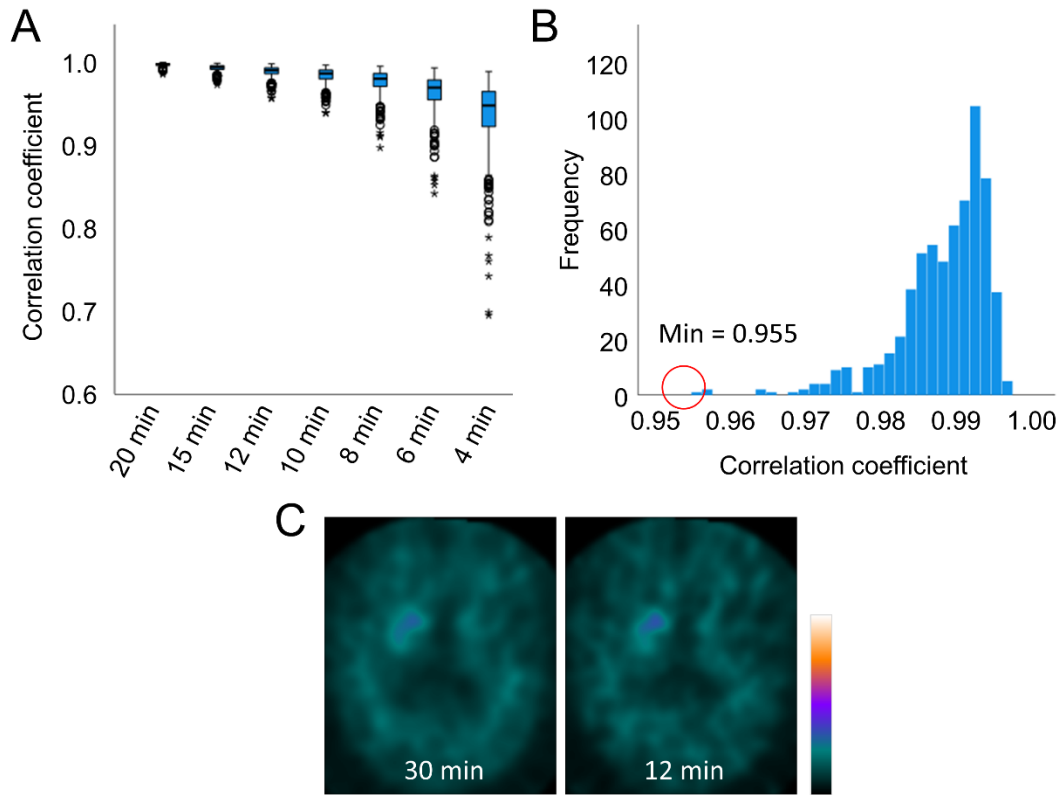 A
Correlation coefficient
1.0
0.9
0.8
0.7
0.6
20 min
15 min
12 min
10 min
8 min
6 min
4 min
B
Frequency
120
100
80
60
40
20
0
Min = 0.955
0.95
0.96
0.97
0.98
0.99
1.00
Correlation coefficient
C
30 min
12 min